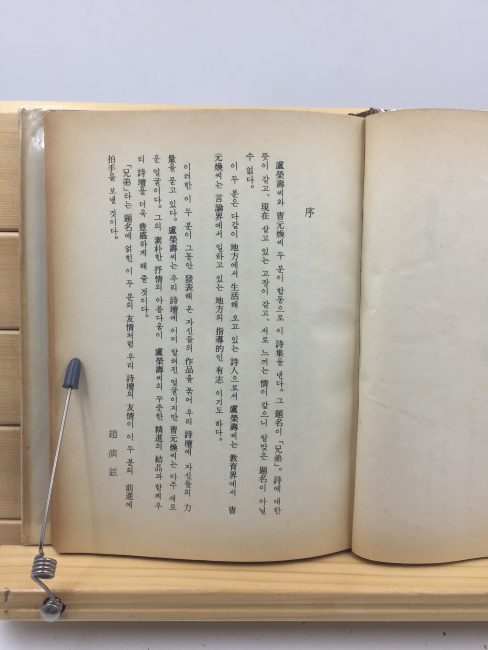 序
盧榮壽씨와 曺元煥씨 두 분이 합동으로 이 詩集을 낸다. 그 題名이 「兄弟」. 詩에 대한
뜻이 같고, 現在 살고 있는 고장이 같고, 서로 느끼는 情이 같으니 알맞은 題名이 아닐
수 없다.
이 두 분은 다같이 地方에서 生活해 오고 있는 詩人으로서 盧榮壽씨는 敎育界에서 曺
元煥씨는 言論界에서 일하고 있는 地方의 指導的인 有志이기도 하다.
이러한 이 두 분이 그동안 發表해 온 자신들의 作品을 묶어 우리 詩壇에 자신들의 力
量을 묻고 있다. 盧榮壽씨는 우리 詩壇에 이미 알려진 얼굴이지만 曺元煥씨는 아주 새로
운 얼굴이다. 그의 素朴한 抒情의 아름다움이 盧榮壽씨의 꾸준한 精進의 結晶과 함께 우
리 詩壇을 더욱 豊盛하게 해 줄 것이다.
「兄弟」라는 題名에 얽힌 이 두 분의 友情처럼 우리 詩壇의 友情이 이 두 분의 前進에
拍手를 보낼 것이다.
趙演鉉